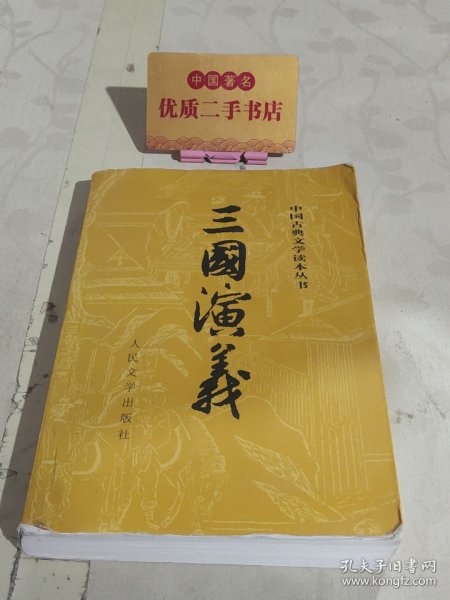 中国著名
优质二手书店
中国古典文学读本丛书
三國演義
人民文学出版社
孔夫子旧书网
www.kongfz.com